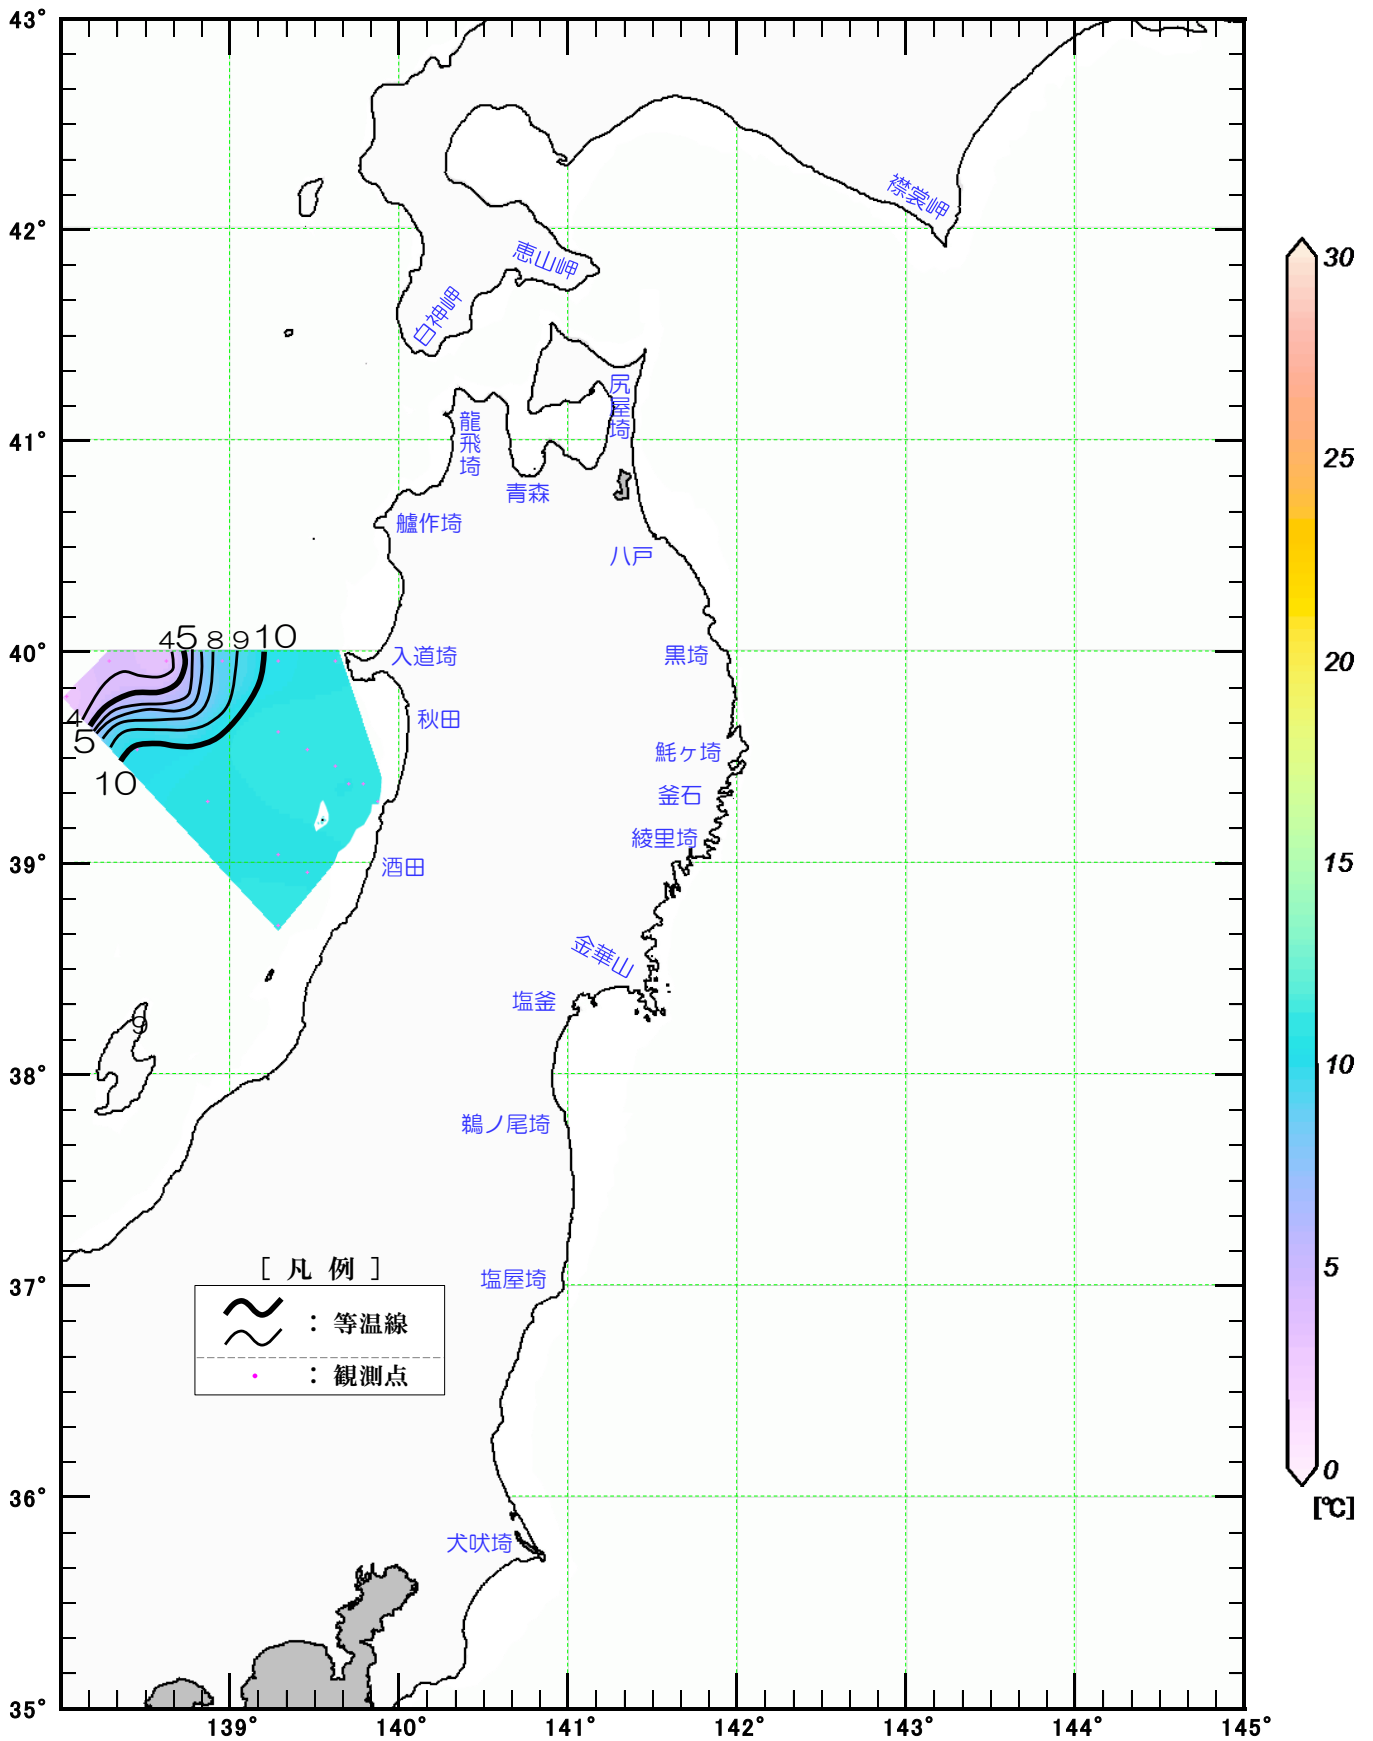 43°
42°
41°
40°
39°
38°
37°
36°
35°
139°
140°
141°
142°
143°
144°
145°
襟裳岬
恵山岬
白神岬
尻屋埼
龍飛埼
青森
艫作埼
八戸
入道埼
黒埼
秋田
魹ヶ埼
釜石
綾里埼
酒田
金華山
塩釜
鵜ノ尾埼
塩屋埼
犬吠埼
4 5 8 9 10
4
5
10
9
[ 凡 例 ]
: 等温線
: 観測点
30
25
20
15
10
5
0
[℃]